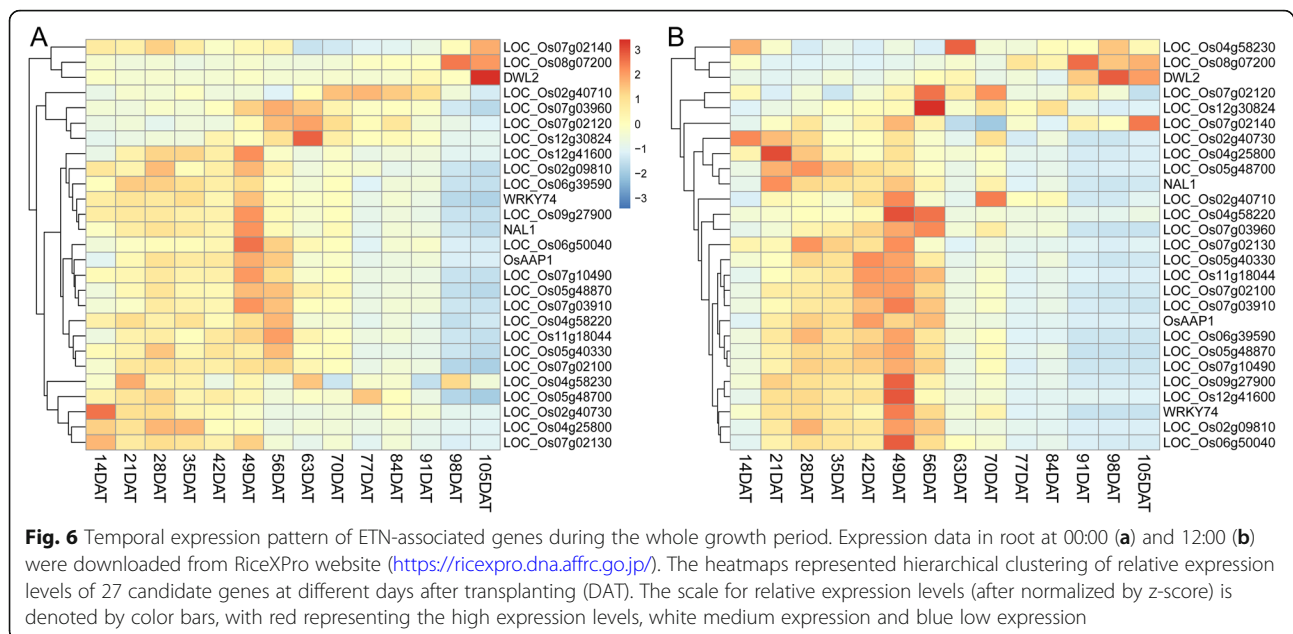 A
LOC_Os07g02140
LOC_Os08g07200
DWL2
LOC_Os02g40710
LOC_Os07g03960
LOC_Os07g02120
LOC_Os12g30824
LOC_Os12g41600
LOC_Os02g09810
LOC_Os06g39590
WRKY74
LOC_Os09g27900
NAL1
LOC_Os06g50040
OsAAP1
LOC_Os07g10490
LOC_Os05g48870
LOC_Os07g03910
LOC_Os04g58220
LOC_Os11g18044
LOC_Os05g40330
LOC_Os07g02100
LOC_Os04g58230
LOC_Os05g48700
LOC_Os02g40730
LOC_Os04g25800
LOC_Os07g02130
14DAT 21DAT 28DAT 35DAT 42DAT 49DAT 56DAT 63DAT 70DAT 77DAT 84DAT 91DAT 98DAT 105DAT
3
2
1
0
−1
−2
−3
B
LOC_Os04g58230
LOC_Os08g07200
DWL2
LOC_Os07g02120
LOC_Os12g30824
LOC_Os07g02140
LOC_Os02g40730
LOC_Os04g25800
LOC_Os05g48700
NAL1
LOC_Os02g40710
LOC_Os04g58220
LOC_Os07g03960
LOC_Os07g02130
LOC_Os05g40330
LOC_Os11g18044
LOC_Os07g02100
LOC_Os07g03910
OsAAP1
LOC_Os06g39590
LOC_Os05g48870
LOC_Os07g10490
LOC_Os09g27900
LOC_Os12g41600
WRKY74
LOC_Os02g09810
LOC_Os06g50040
14DAT 21DAT 28DAT 35DAT 42DAT 49DAT 56DAT 63DAT 70DAT 77DAT 84DAT 91DAT 98DAT 105DAT
Fig. 6 Temporal expression pattern of ETN-associated genes during the whole growth period. Expression data in root at 00:00 (a) and 12:00 (b)
were downloaded from RiceXPro website (https://ricexpro.dna.affrc.go.jp/). The heatmaps represented hierarchical clustering of relative expression
levels of 27 candidate genes at different days after transplanting (DAT). The scale for relative expression levels (after normalized by z-score) is
denoted by color bars, with red representing the high expression levels, white medium expression and blue low expression